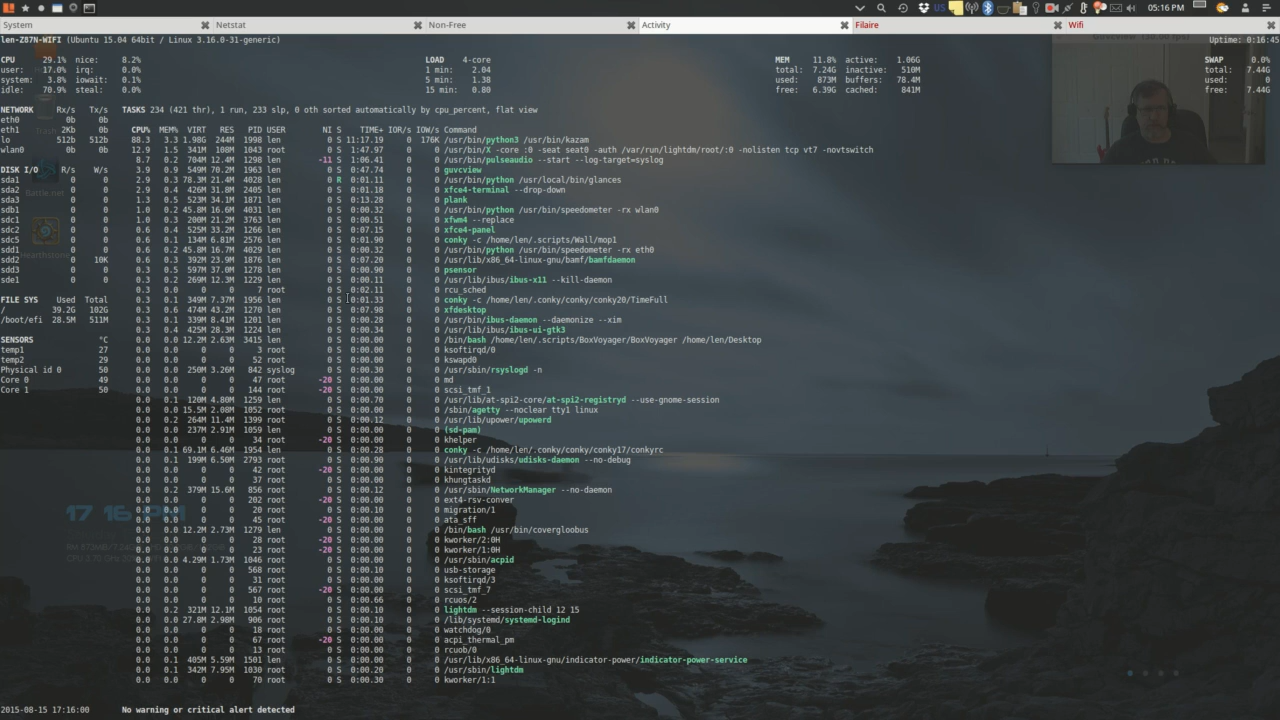 US 05:16 PM
System Netstat Non-Free Activity Filaire Wifi
len-Z87N-WIFI (Ubuntu 15.04 64bit / Linux 3.16.0-31-generic) Uptime: 0:16:45
CPU 29.1% nice: 8.2% LOAD 4-core MEM 11.8% active: 1.06G SWAP 0.0%
user: 17.0% irq: 0.0% 1 min: 2.04 total: 7.24G inactive: 510M total: 7.44G
system: 3.8% iowait: 0.1% 5 min: 1.38 used: 873M buffers: 78.4M used: 0
idle: 70.9% steal: 0.0% 15 min: 0.80 free: 6.39G cached: 841M free: 7.44G
NETWORK Rx/s Tx/s TASKS 234 (421 thr), 1 run, 233 slp, 0 oth sorted automatically by cpu_percent, flat view
eth0 0b 0b
eth1 2Kb 0b CPU% MEM% VIRT RES PID USER NI S TIME+ IOR/s IOW/s Command
lo 512b 512b 88.3 3.3 1.98G 244M 1998 len 0 S 11:17.19 0 176K /usr/bin/python3 /usr/bin/kazam
wlan0 0b 0b 12.9 1.5 341M 108M 1043 root 0 S 1:47.97 0 0 /usr/bin/X -core :0 -seat seat0 -auth /var/run/lightdm/root/:0 -nolisten tcp vt7 -novtswitch
8.7 0.2 704M 12.4M 1298 len -11 S 1:06.41 0 0 /usr/bin/pulseaudio --start --log-target=syslog
DISK I/O R/s W/s 3.9 0.9 549M 70.2M 1963 len 0 S 0:47.74 0 0 guvcview
sda1 0 0 2.9 0.3 78.3M 21.4M 4028 len 0 R 0:01.11 0 0 /usr/bin/python /usr/local/bin/glances
sda2 0 0 2.9 0.4 426M 31.8M 2405 len 0 S 0:01.18 0 0 xfce4-terminal --drop-down
sda3 0 0 1.3 0.5 523M 34.1M 1871 len 0 S 0:13.28 0 0 plank
sdb1 0 0 1.0 0.2 45.8M 16.6M 4031 len 0 S 0:00.32 0 0 /usr/bin/python /usr/bin/speedometer -rx wlan0
sdc1 0 0 1.0 0.3 200M 21.2M 3763 len 0 S 0:00.51 0 0 xfwm4 --replace
sdc2 0 0 0.6 0.4 525M 33.2M 1266 len 0 S 0:07.15 0 0 xfce4-panel
sdc5 0 0 0.6 0.1 134M 6.81M 2576 len 0 S 0:01.90 0 0 conky -c /home/len/.scripts/Wall/mop1
sdd1 0 0 0.6 0.2 45.8M 16.7M 4029 len 0 S 0:00.32 0 0 /usr/bin/python /usr/bin/speedometer -rx eth0
sdd2 0 10K 0.6 0.3 392M 23.9M 1876 len 0 S 0:07.20 0 0 /usr/lib/x86_64-linux-gnu/bamf/bamfdaemon
sdd3 0 0 0.3 0.5 597M 37.0M 1278 len 0 S 0:00.90 0 0 psensor
sde1 0 0 0.3 0.2 269M 12.3M 1229 len 0 S 0:00.11 0 0 /usr/lib/ibus/ibus-x11 --kill-daemon
0.3 0.0 0 0 7 root 0 S 0:02.11 0 0 rcu_sched
FILE SYS Used Total 0.3 0.1 349M 7.37M 1956 len 0 S 0:01.33 0 0 conky -c /home/len/.conky/conky/conky20/TimeFull
/ 39.2G 102G 0.3 0.6 474M 43.2M 1270 len 0 S 0:07.98 0 0 xfdesktop
/boot/efi 28.5M 511M 0.3 0.1 339M 8.41M 1201 len 0 S 0:00.28 0 0 /usr/bin/ibus-daemon --daemonize --xim
0.3 0.4 425M 28.3M 1224 len 0 S 0:00.34 0 0 /usr/lib/ibus/ibus-ui-gtk3
SENSORS °C 0.0 0.0 12.2M 2.63M 3415 len 0 S 0:00.00 0 0 /bin/bash /home/len/.scripts/BoxVoyager/BoxVoyager /home/len/Desktop
temp1 27 0.0 0.0 0 0 3 root 0 S 0:00.00 0 0 ksoftirqd/0
temp2 29 0.0 0.0 0 0 52 root 0 S 0:00.00 0 0 kswapd0
Physical id 0 50 0.0 0.0 250M 3.26M 842 syslog 0 S 0:00.30 0 0 /usr/sbin/rsyslogd -n
Core 0 49 0.0 0.0 0 0 47 root -20 S 0:00.00 0 0 md
Core 1 50 0.0 0.0 0 0 144 root -20 S 0:00.00 0 0 scsi_tmf_1
0.0 0.1 120M 4.80M 1259 len 0 S 0:00.70 0 0 /usr/lib/at-spi2-core/at-spi2-registryd --use-gnome-session
0.0 0.0 15.5M 2.08M 1052 root 0 S 0:00.00 0 0 /sbin/agetty --noclear tty1 linux
0.0 0.2 264M 11.4M 1399 root 0 S 0:00.12 0 0 /usr/lib/upower/upowerd
0.0 0.0 237M 2.91M 1059 len 0 S 0:00.00 0 0 (sd-pam)
0.0 0.0 0 0 34 root -20 S 0:00.00 0 0 khelper
0.0 0.1 69.1M 6.46M 1954 len 0 S 0:00.28 0 0 conky -c /home/len/.conky/conky/conky17/conkyrc
0.0 0.1 199M 6.50M 2793 root 0 S 0:00.90 0 0 /usr/lib/udisks/udisks-daemon --no-debug
0.0 0.0 0 0 42 root -20 S 0:00.00 0 0 kintegrityd
0.0 0.0 0 0 37 root 0 S 0:00.00 0 0 khungtaskd
0.0 0.2 379M 15.6M 856 root 0 S 0:00.12 0 0 /usr/sbin/NetworkManager --no-daemon
0.0 0.0 0 0 202 root -20 S 0:00.00 0 0 ext4-rsv-conver
0.0 0.0 0 0 20 root 0 S 0:00.10 0 0 migration/1
0.0 0.0 0 0 45 root -20 S 0:00.00 0 0 ata_sff
0.0 0.0 12.2M 2.73M 1279 len 0 S 0:00.00 0 0 /bin/bash /usr/bin/covergloobus
0.0 0.0 0 0 28 root -20 S 0:00.00 0 0 kworker/2:0H
0.0 0.0 0 0 23 root -20 S 0:00.00 0 0 kworker/1:0H
0.0 0.0 4.29M 1.73M 1046 root 0 S 0:00.00 0 0 /usr/sbin/acpid
0.0 0.0 0 0 568 root 0 S 0:00.10 0 0 usb-storage
0.0 0.0 0 0 31 root 0 S 0:00.00 0 0 ksoftirqd/3
0.0 0.0 0 0 567 root -20 S 0:00.00 0 0 scsi_tmf_7
0.0 0.0 0 0 10 root 0 S 0:00.66 0 0 rcuos/2
0.0 0.2 321M 12.1M 1054 root 0 S 0:00.10 0 0 lightdm --session-child 12 15
0.0 0.0 27.8M 2.98M 906 root 0 S 0:00.10 0 0 /lib/systemd/systemd-logind
0.0 0.0 0 0 18 root 0 S 0:00.00 0 0 watchdog/0
0.0 0.0 0 0 67 root -20 S 0:00.00 0 0 acpi_thermal_pm
0.0 0.0 0 0 13 root 0 S 0:00.00 0 0 rcuob/0
0.0 0.1 405M 5.59M 1501 len 0 S 0:00.00 0 0 /usr/lib/x86_64-linux-gnu/indicator-power/indicator-power-service
0.0 0.1 342M 7.95M 1030 root 0 S 0:00.20 0 0 /usr/sbin/lightdm
0.0 0.0 0 0 70 root 0 S 0:00.30 0 0 kworker/1:1
Trash
Battle.net
Hearthstone
17 16 PM
2015-08-15 17:16:00 No warning or critical alert detected